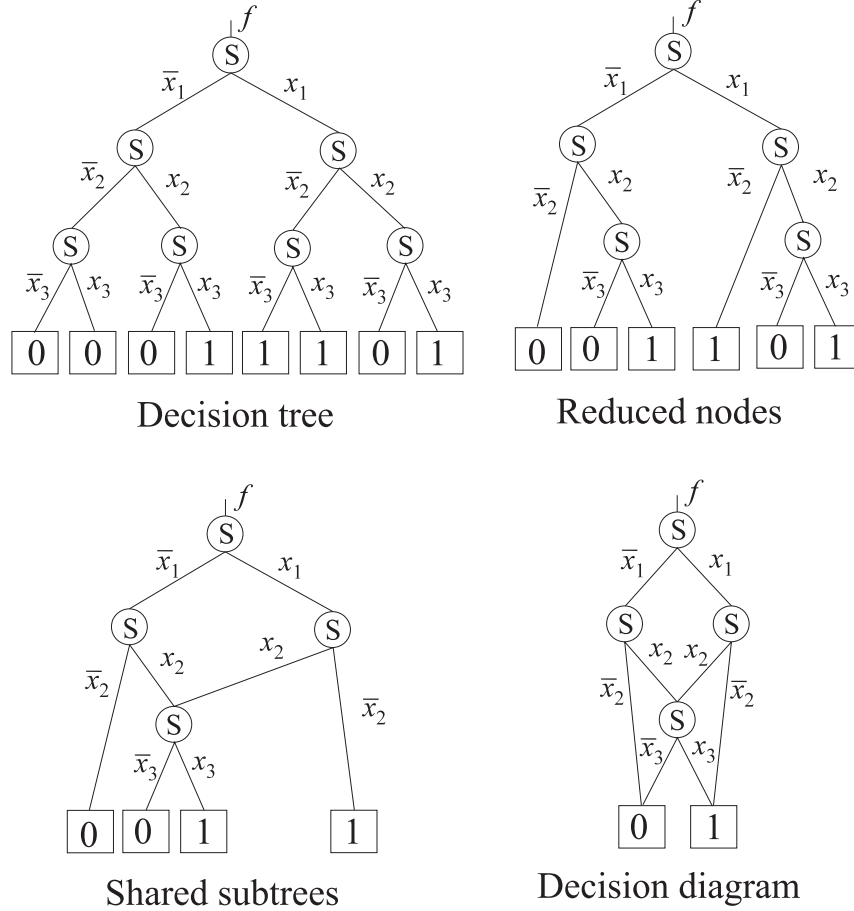 f f
S S
x̅₁ x₁ x̅₁ x₁
S S S S
x̅₂ x₂ x̅₂ x₂ x̅₂ x₂ x̅₂ x₂
S S S S S S
x̅₃ x₃ x̅₃ x₃ x̅₃ x₃ x̅₃ x₃ x̅₃ x₃ x̅₃ x₃
0 0 0 1 1 1 0 1 0 0 1 1 0 1
Decision tree Reduced nodes
f f
S S
x̅₁ x₁ x̅₁ x₁
S S S S
x̅₂ x₂ x₂ x̅₂ x̅₂ x₂ x₂ x̅₂
S S
x̅₃ x₃ x̅₃ x₃
0 0 1 1 0 1
Shared subtrees Decision diagram